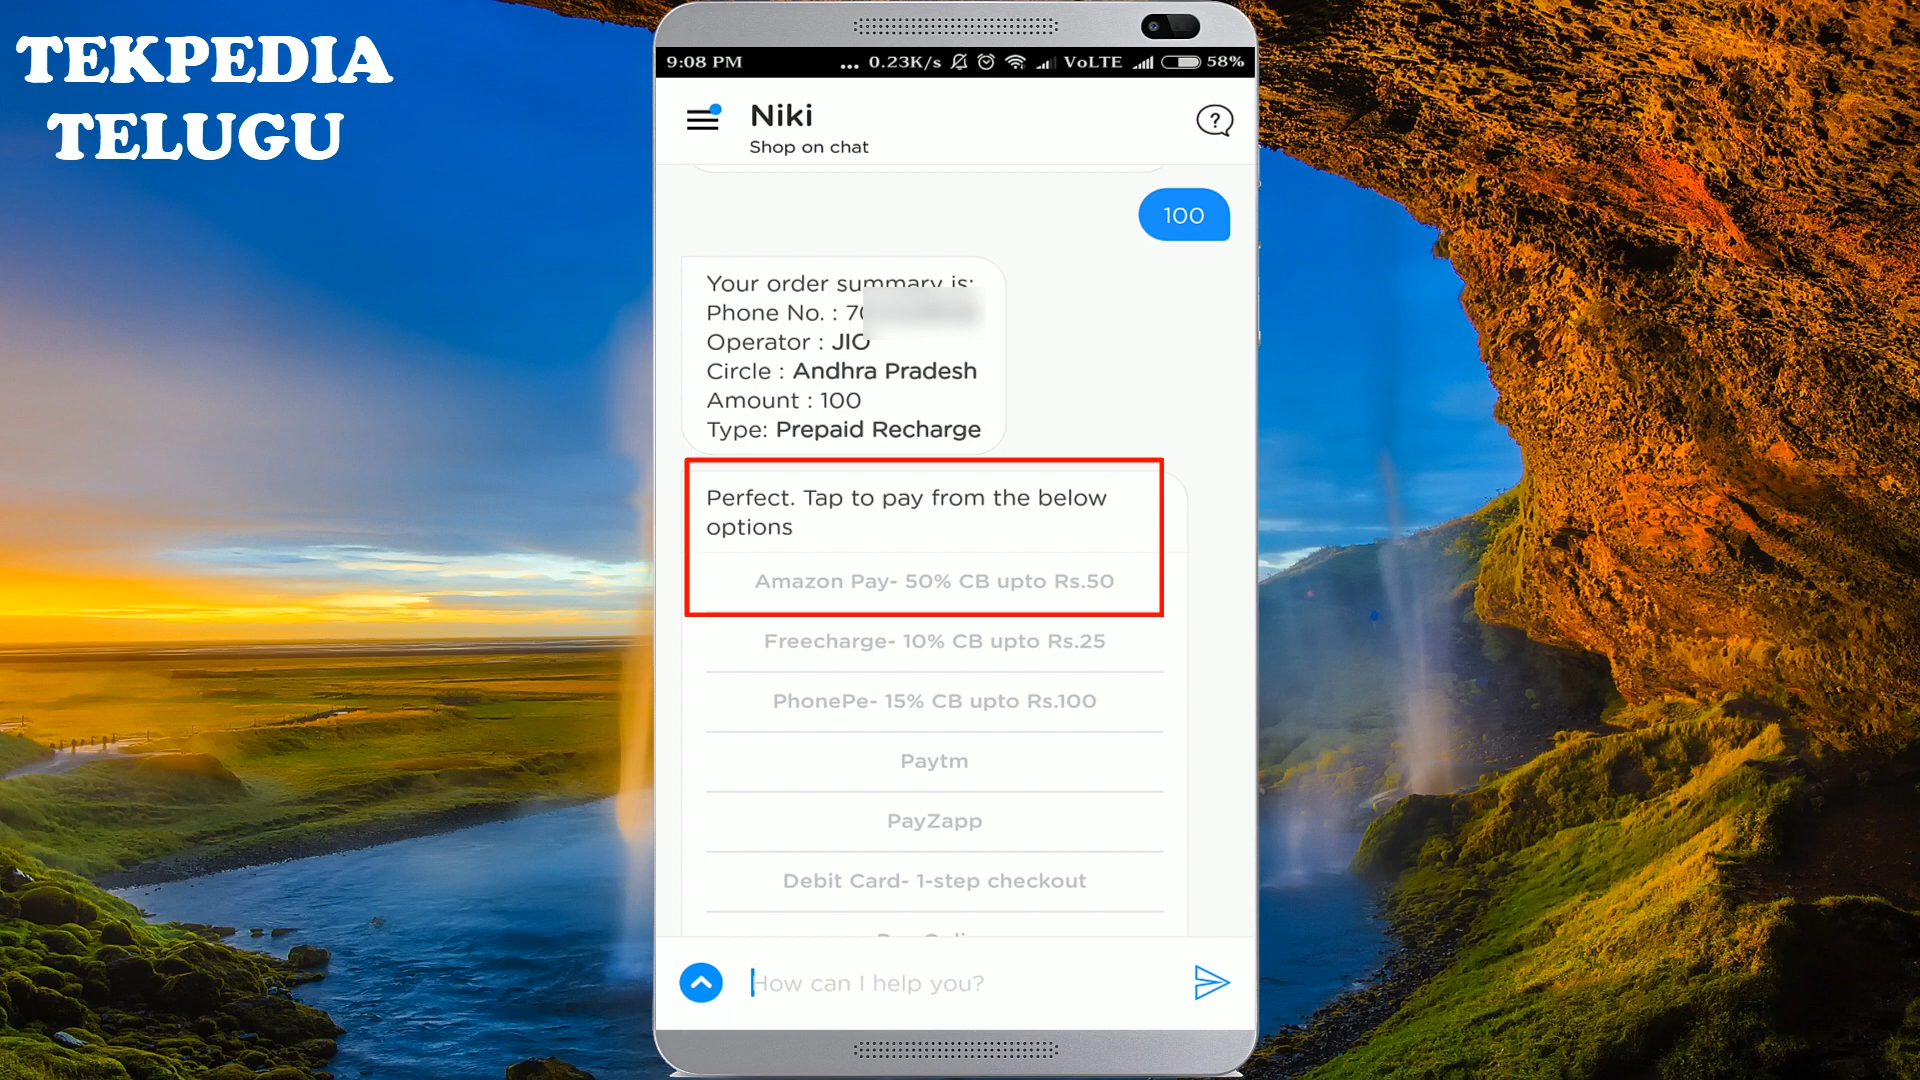 TEKPEDIA
TELUGU
9:08 PM ... 0.23K/s VoLTE 58%
Niki
Shop on chat
?
100
Your order summary is:
Phone No. : 70
Operator : JIO
Circle : Andhra Pradesh
Amount : 100
Type: Prepaid Recharge
Perfect. Tap to pay from the below
options
Amazon Pay- 50% CB upto Rs.50
Freecharge- 10% CB upto Rs.25
PhonePe- 15% CB upto Rs.100
Paytm
PayZapp
Debit Card- 1-step checkout
How can I help you?